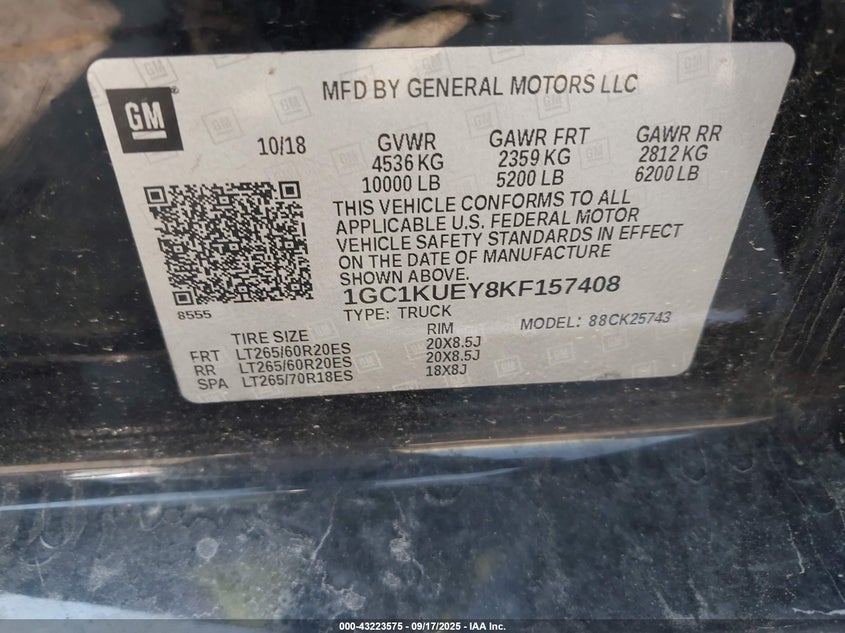 MFD BY GENERAL MOTORS LLC
GM
10/18 GVWR GAWR FRT GAWR RR
4536 KG 2359 KG 2812 KG
10000 LB 5200 LB 6200 LB
THIS VEHICLE CONFORMS TO ALL
APPLICABLE U.S. FEDERAL MOTOR
VEHICLE SAFETY STANDARDS IN EFFECT
ON THE DATE OF MANUFACTURE
SHOWN ABOVE.
1GC1KUEY8KF157408
8555
TYPE: TRUCK MODEL: 88CK25743
TIRE SIZE RIM
FRT LT265/60R20ES 20X8.5J
RR LT265/60R20ES 20X8.5J
SPA LT265/70R18ES 18X8J
000-43223575 - 09/17/2025 - IAA Inc.